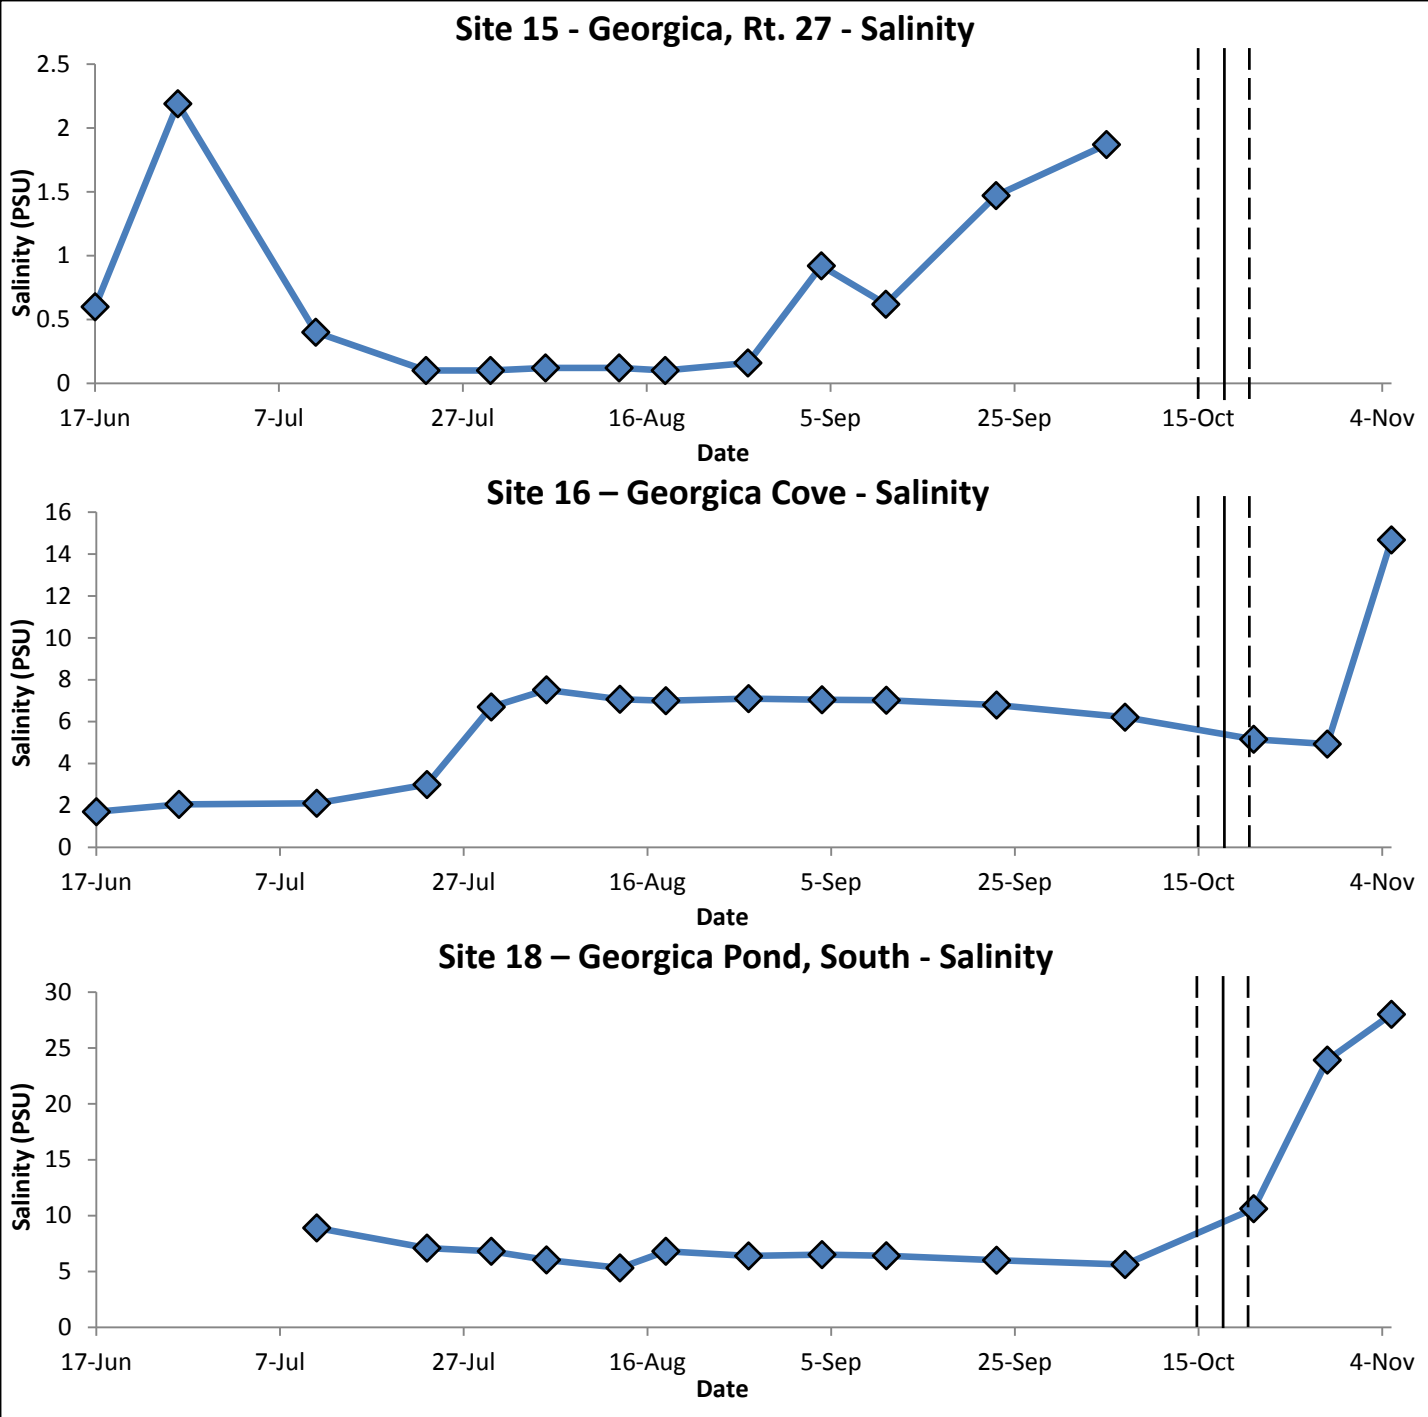 Site 15 - Georgica, Rt. 27 - Salinity
Salinity (PSU)
2.5
2
1.5
1
0.5
0
17-Jun 7-Jul 27-Jul 16-Aug 5-Sep 25-Sep 15-Oct 4-Nov
Date
Site 16 – Georgica Cove - Salinity
Salinity (PSU)
16
14
12
10
8
6
4
2
0
17-Jun 7-Jul 27-Jul 16-Aug 5-Sep 25-Sep 15-Oct 4-Nov
Date
Site 18 – Georgica Pond, South - Salinity
Salinity (PSU)
30
25
20
15
10
5
0
17-Jun 7-Jul 27-Jul 16-Aug 5-Sep 25-Sep 15-Oct 4-Nov
Date